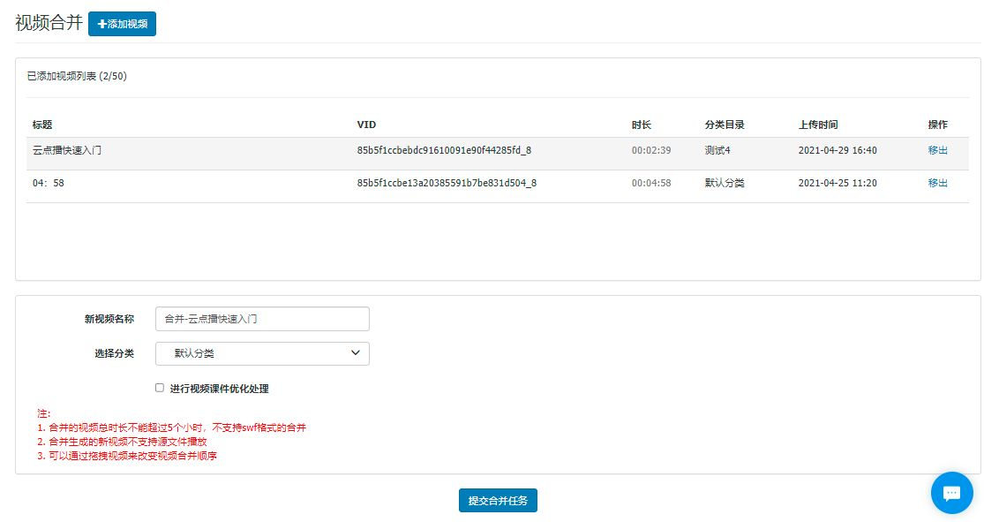 视频合并 添加视频
已添加视频列表 (2/50)
标题 VID 时长 分类目录 上传时间 操作
云点播快速入门 85b5f1ccbebdc91610091e90f44285fd_8 00:02:39 测试4 2021-04-29 16:40 移出
04：58 85b5f1ccbe13a20385591b7be831d504_8 00:04:58 默认分类 2021-04-25 11:20 移出
新视频名称 合并-云点播快速入门
选择分类 默认分类
进行视频课件优化处理
注:
1. 合并的视频总时长不能超过5个小时，不支持swf格式的合并
2. 合并生成的新视频不支持源文件播放
3. 可以通过拖拽视频来改变视频合并顺序
提交合并任务